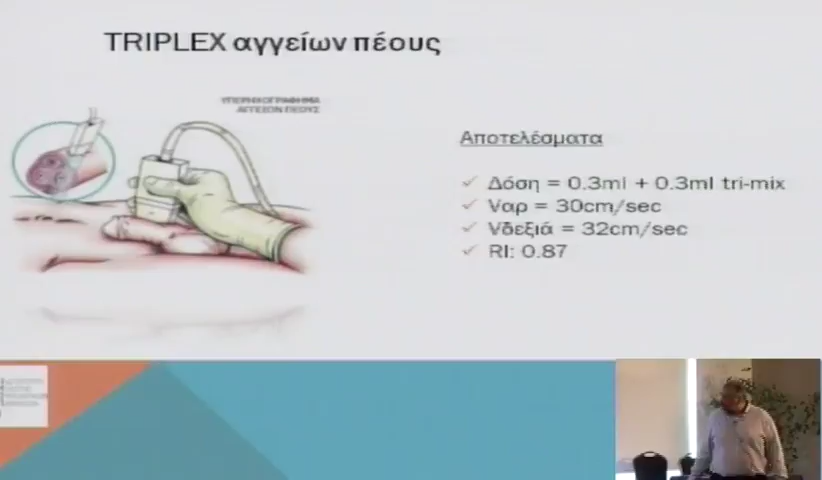 TRIPLEX αγγείων πέους
ΥΠΕΡΗΧΟΓΡΑΦΗΜΑ
ΑΓΓΕΙΩΝ ΠΕΟΥΣ
Αποτελέσματα
Δόση = 0.3ml + 0.3ml tri-mix
Vαρ = 30cm/sec
Vδεξιά = 32cm/sec
RI: 0.87